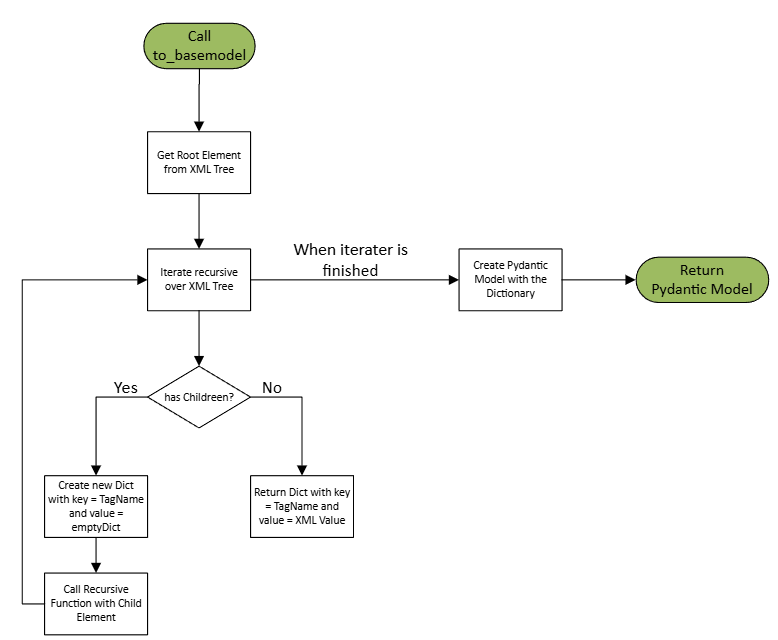 Call
to_basemodel
Get Root Element
from XML Tree
Iterate recursive
over XML Tree
When iterater is
finished
Create Pydantic
Model with the
Dictionary
Return
Pydantic Model
has Childreen?
Yes
No
Create new Dict
with key = TagName
and value =
emptyDict
Return Dict with key
= TagName and
value = XML Value
Call Recursive
Function with Child
Element